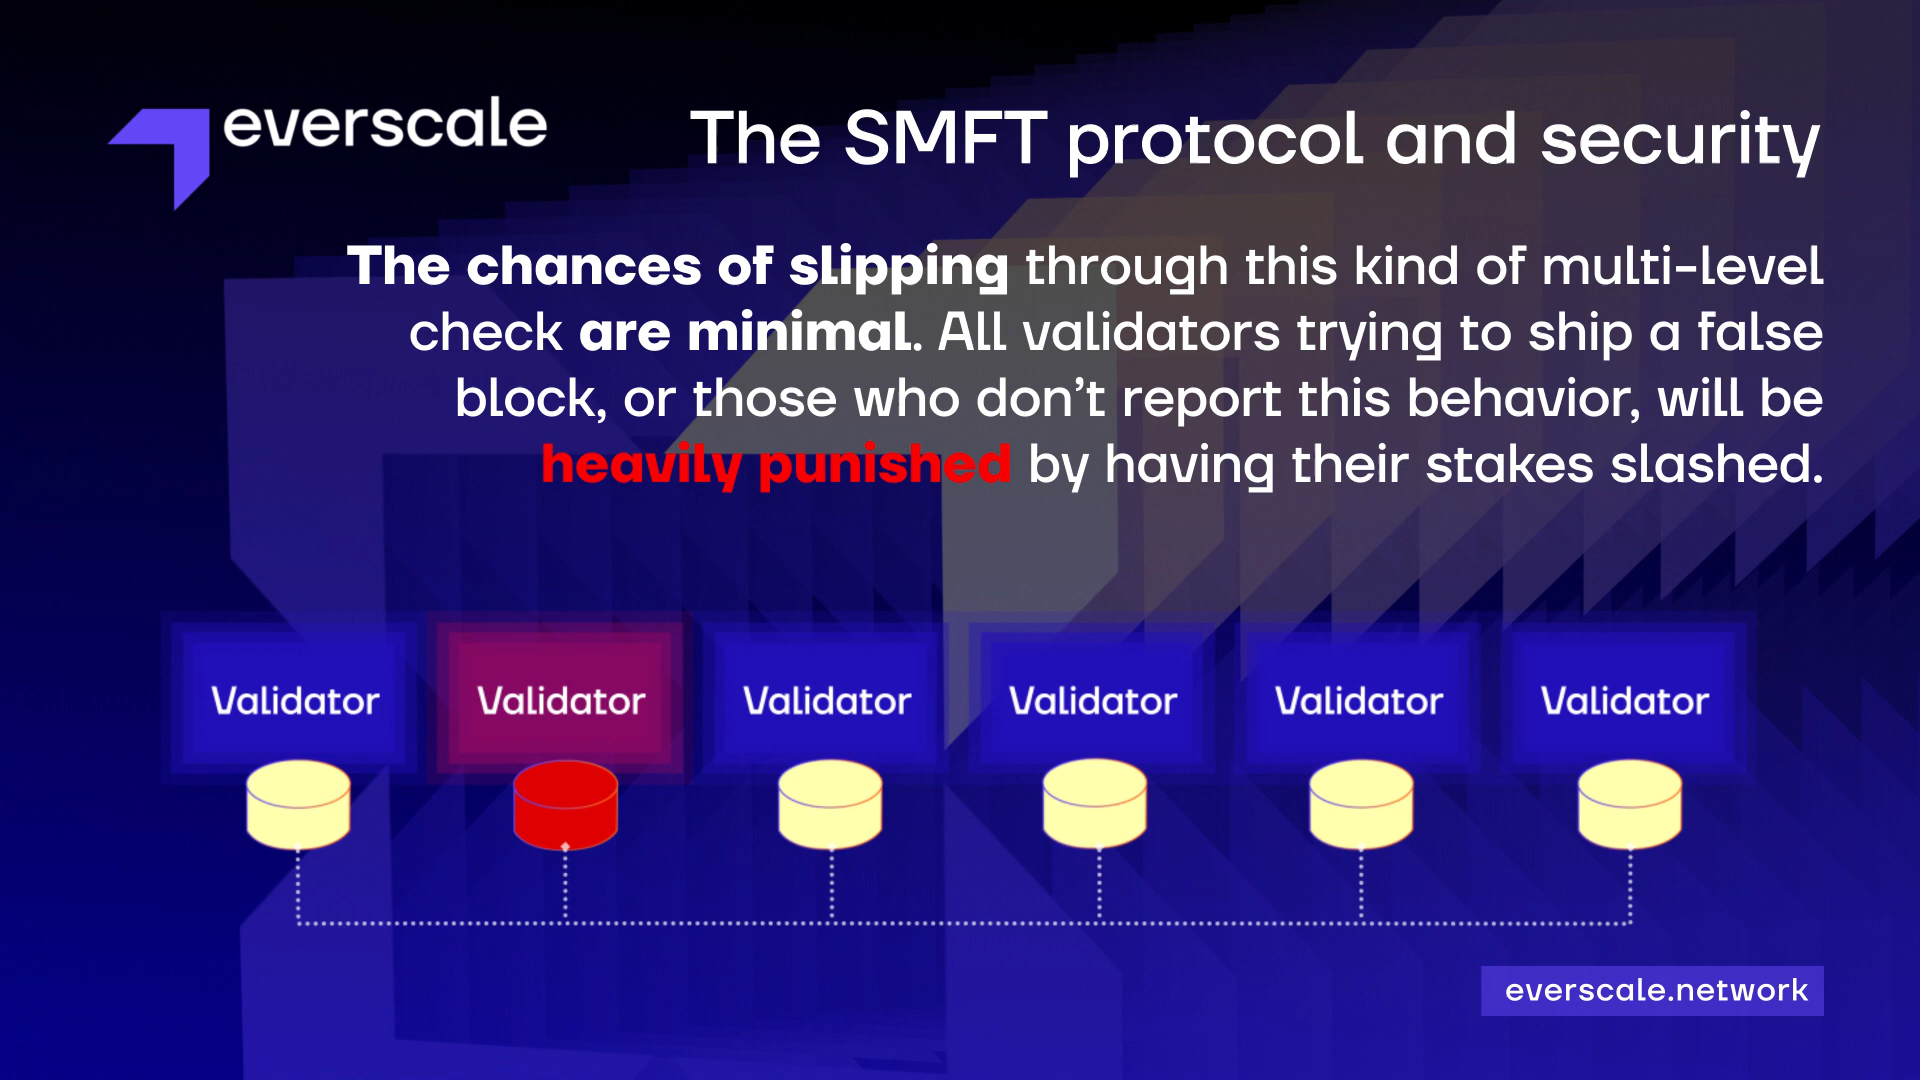 everscale
The SMFT protocol and security
The chances of slipping through this kind of multi-level
check are minimal. All validators trying to ship a false
block, or those who don’t report this behavior, will be
heavily punished by having their stakes slashed.
Validator
Validator
Validator
Validator
Validator
Validator
everscale.network